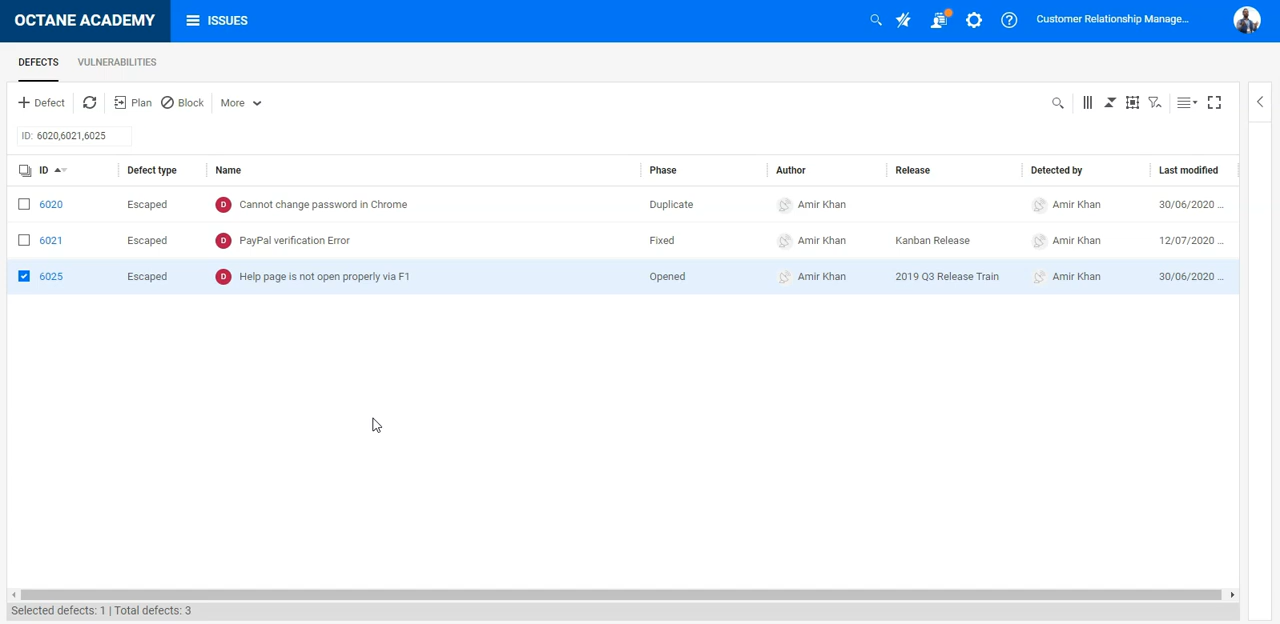 OCTANE ACADEMY ISSUES Customer Relationship Manage...
DEFECTS VULNERABILITIES
Defect Plan Block More
ID: 6020,6021,6025
ID Defect type Name Phase Author Release Detected by Last modified
6020 Escaped D Cannot change password in Chrome Duplicate Amir Khan Amir Khan 30/06/2020 ...
6021 Escaped D PayPal verification Error Fixed Amir Khan Kanban Release Amir Khan 12/07/2020 ...
6025 Escaped D Help page is not open properly via F1 Opened Amir Khan 2019 Q3 Release Train Amir Khan 30/06/2020 ...
Selected defects: 1 | Total defects: 3